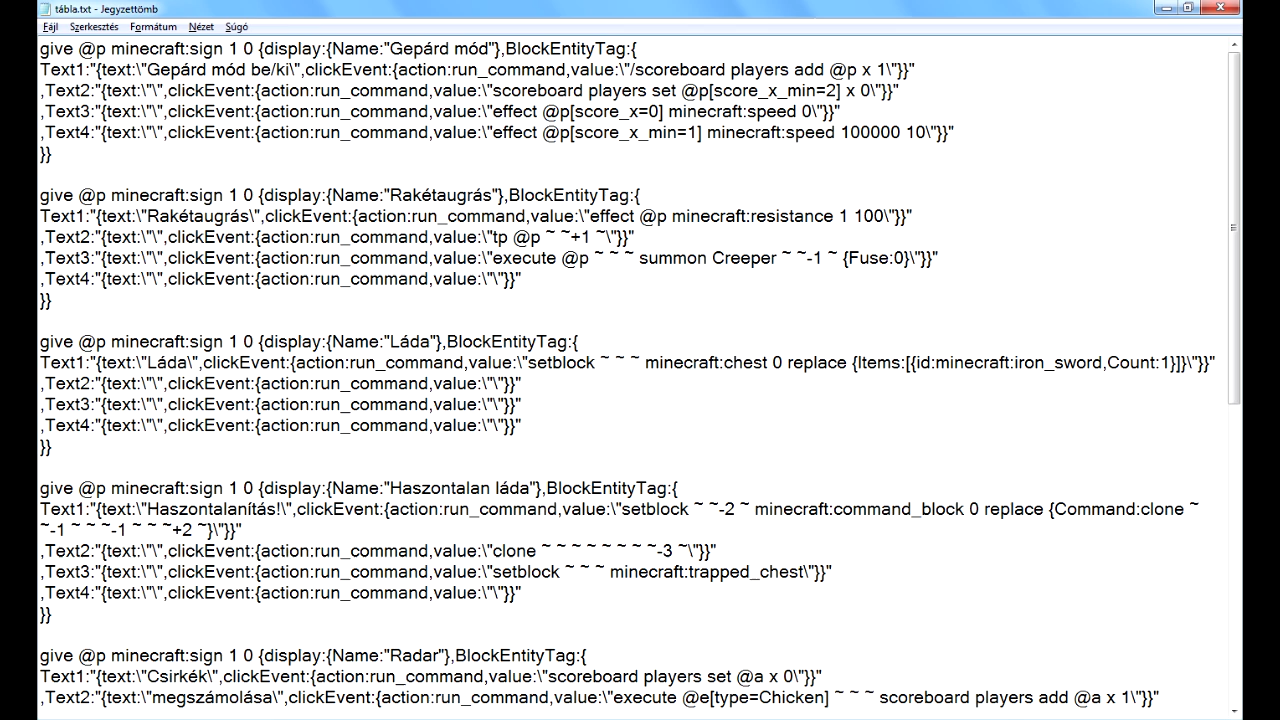 tábla.txt - Jegyzettömb
Fájl Szerkesztés Formátum Nézet Súgó
give @p minecraft:sign 1 0 {display:{Name:"Gepárd mód"},BlockEntityTag:{
Text1:"{text:\"Gepárd mód be/ki\",clickEvent:{action:run_command,value:\"/scoreboard players add @p x 1\"}}"
,Text2:"{text:\"\",clickEvent:{action:run_command,value:\"scoreboard players set @p[score_x_min=2] x 0\"}}"
,Text3:"{text:\"\",clickEvent:{action:run_command,value:\"effect @p[score_x=0] minecraft:speed 0\"}}"
,Text4:"{text:\"\",clickEvent:{action:run_command,value:\"effect @p[score_x_min=1] minecraft:speed 100000 10\"}}"
}}
give @p minecraft:sign 1 0 {display:{Name:"Rakétaugrás"},BlockEntityTag:{
Text1:"{text:\"Rakétaugrás\",clickEvent:{action:run_command,value:\"effect @p minecraft:resistance 1 100\"}}"
,Text2:"{text:\"\",clickEvent:{action:run_command,value:\"tp @p ~ ~+1 ~\"}}"
,Text3:"{text:\"\",clickEvent:{action:run_command,value:\"execute @p ~ ~ ~ summon Creeper ~ ~-1 ~ {Fuse:0}\"}}"
,Text4:"{text:\"\",clickEvent:{action:run_command,value:\"\"}}"
}}
give @p minecraft:sign 1 0 {display:{Name:"Láda"},BlockEntityTag:{
Text1:"{text:\"Láda\",clickEvent:{action:run_command,value:\"setblock ~ ~ ~ minecraft:chest 0 replace {Items:[{id:minecraft:iron_sword,Count:1}]}\"}}"
,Text2:"{text:\"\",clickEvent:{action:run_command,value:\"\"}}"
,Text3:"{text:\"\",clickEvent:{action:run_command,value:\"\"}}"
,Text4:"{text:\"\",clickEvent:{action:run_command,value:\"\"}}"
}}
give @p minecraft:sign 1 0 {display:{Name:"Haszontalan láda"},BlockEntityTag:{
Text1:"{text:\"Haszontalanítás!\",clickEvent:{action:run_command,value:\"setblock ~ ~-2 ~ minecraft:command_block 0 replace {Command:clone ~
~-1 ~ ~ ~-1 ~ ~ ~+2 ~}\"}}"
,Text2:"{text:\"\",clickEvent:{action:run_command,value:\"clone ~ ~ ~ ~ ~ ~ ~ ~-3 ~\"}}"
,Text3:"{text:\"\",clickEvent:{action:run_command,value:\"setblock ~ ~ ~ minecraft:trapped_chest\"}}"
,Text4:"{text:\"\",clickEvent:{action:run_command,value:\"\"}}"
}}
give @p minecraft:sign 1 0 {display:{Name:"Radar"},BlockEntityTag:{
Text1:"{text:\"Csirkék\",clickEvent:{action:run_command,value:\"scoreboard players set @a x 0\"}}"
,Text2:"{text:\"megszámolása\",clickEvent:{action:run_command,value:\"execute @e[type=Chicken] ~ ~ ~ scoreboard players add @a x 1\"}}"